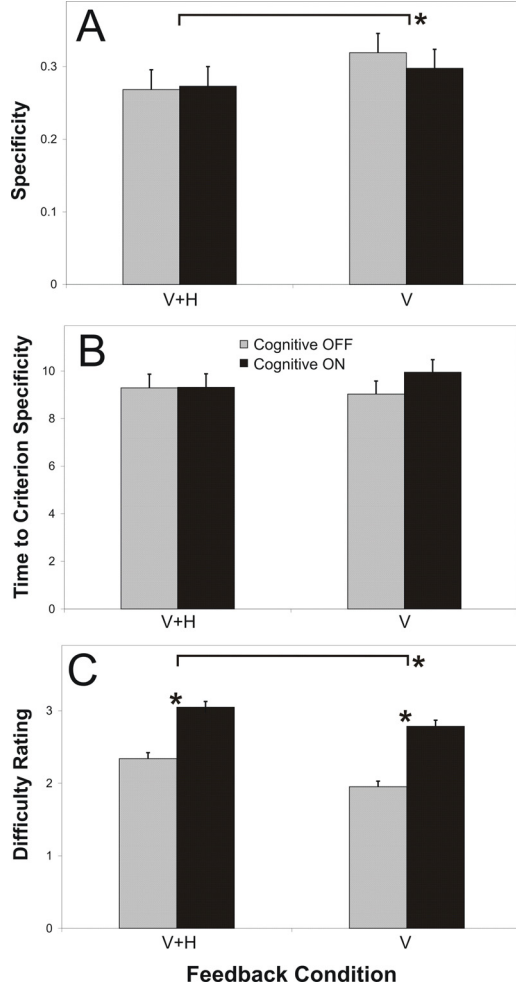 A
*
Specificity
0.3
0.2
0.1
0
V+H
V
B
Cognitive OFF
Cognitive ON
Time to Criterion Specificity
10
8
6
4
2
0
V+H
V
C
*
*
*
Difficulty Rating
3
2
1
0
V+H
V
Feedback Condition